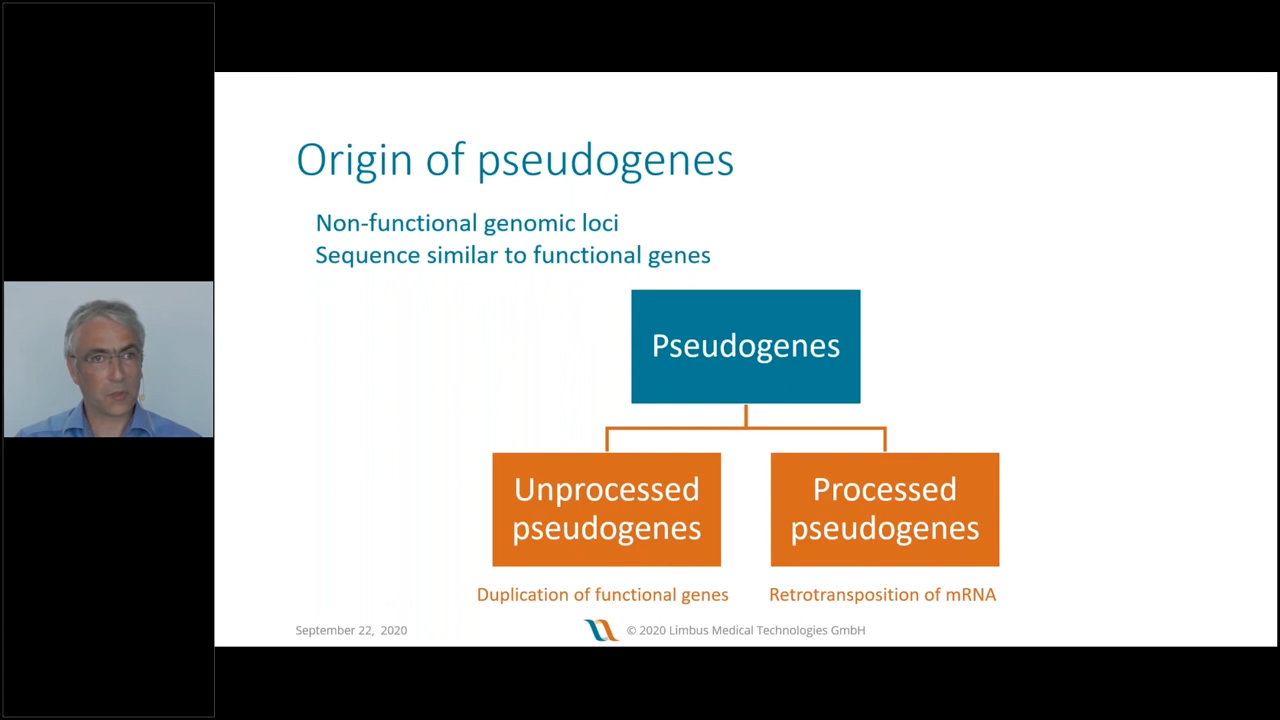 Origin of pseudogenes
Non-functional genomic loci
Sequence similar to functional genes
Pseudogenes
Unprocessed
pseudogenes
Processed
pseudogenes
Duplication of functional genes
Retrotransposition of mRNA
September 22, 2020
© 2020 Limbus Medical Technologies GmbH